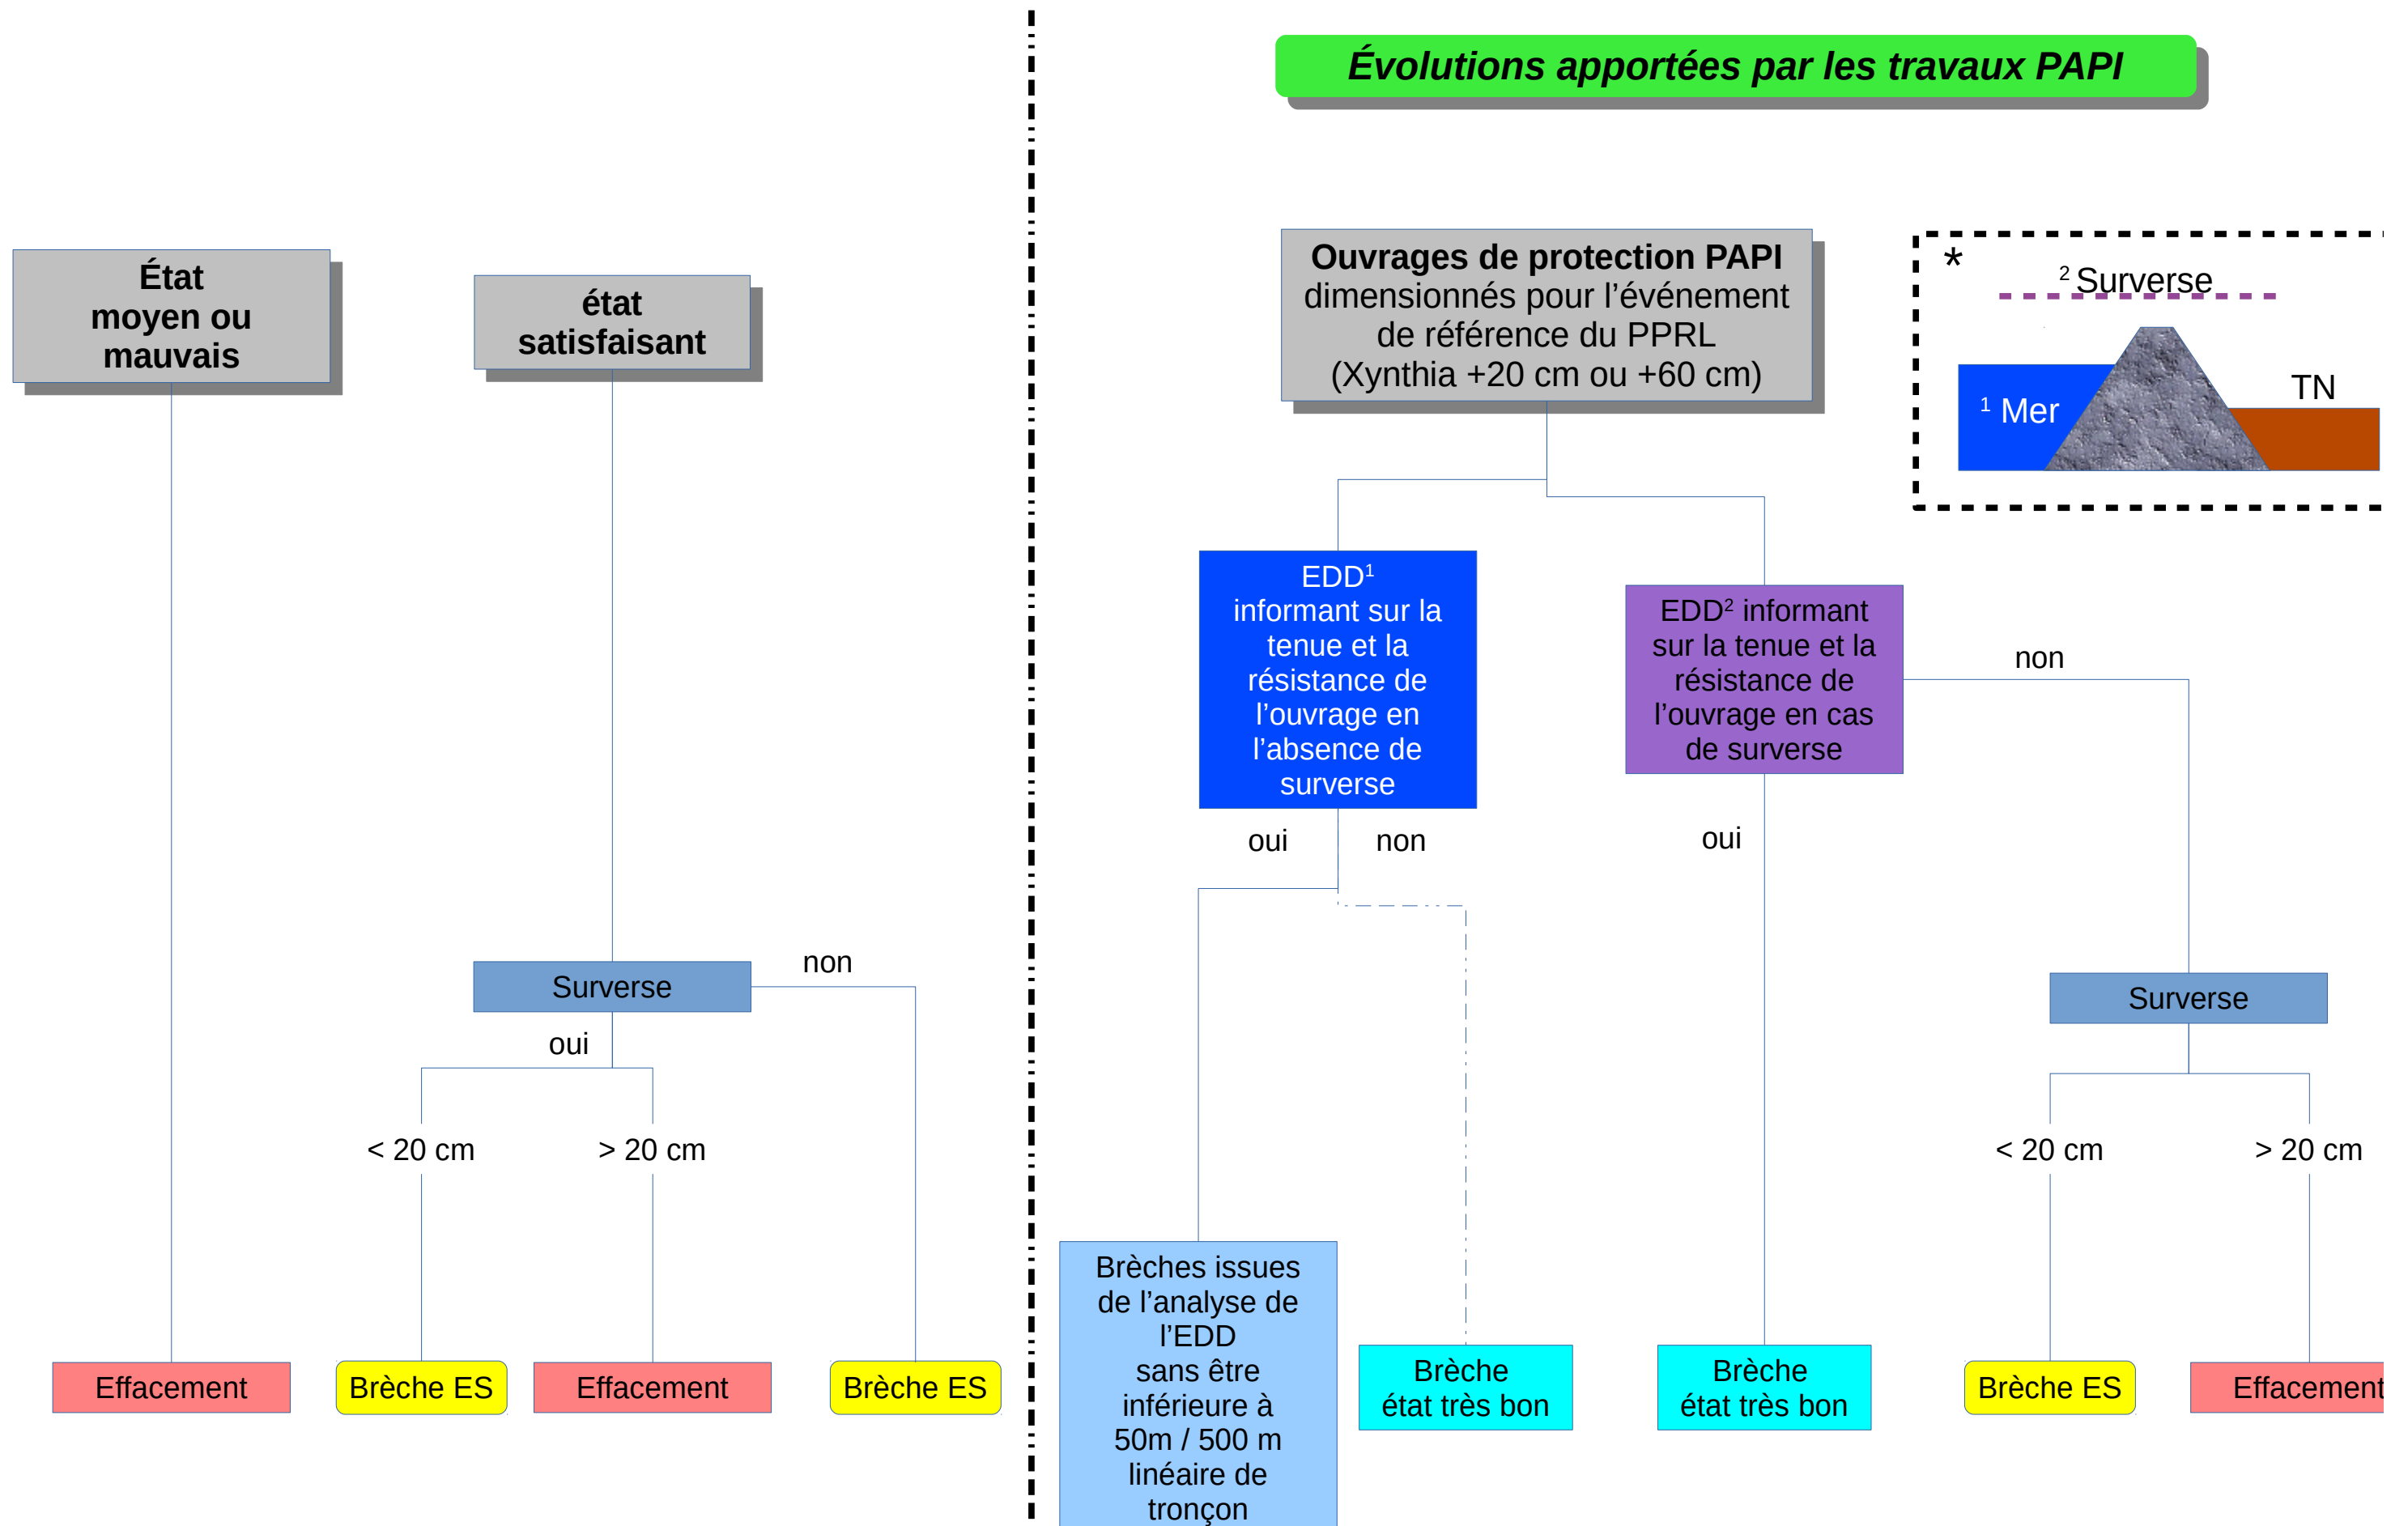 Évolutions apportées par les travaux PAPI
État
moyen ou
mauvais
état
satisfaisant
Ouvrages de protection PAPI
dimensionnés pour l’événement
de référence du PPRL
(Xynthia +20 cm ou +60 cm)
*
² Surverse
¹ Mer
TN
EDD¹
informant sur la
tenue et la
résistance de
l’ouvrage en
l’absence de
surverse
EDD² informant
sur la tenue et la
résistance de
l’ouvrage en cas
de surverse
non
oui
non
oui
Surverse
non
oui
Surverse
< 20 cm
> 20 cm
< 20 cm
> 20 cm
Effacement
Brèche ES
Effacement
Brèche ES
Brèches issues
de l’analyse de
l’EDD
sans être
inférieure à
50m / 500 m
linéaire de
tronçon
Brèche
état très bon
Brèche
état très bon
Brèche ES
Effacement